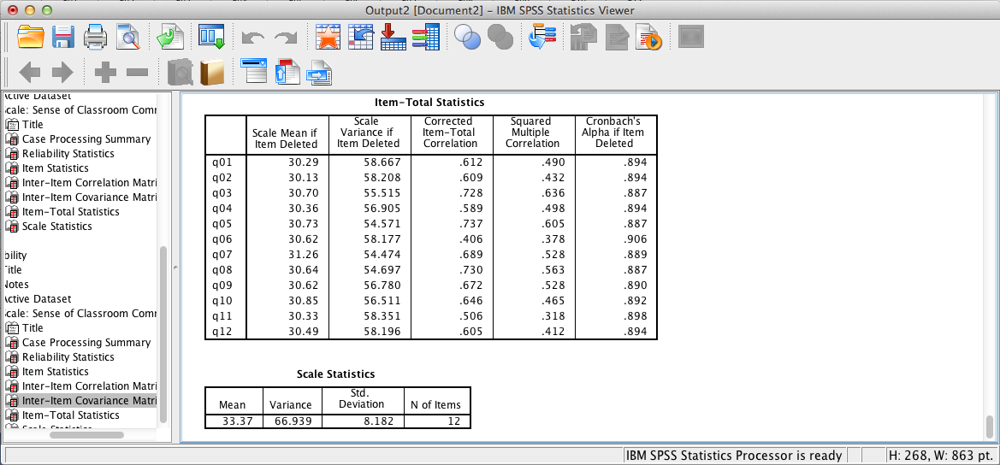 Output2 [Document2] – IBM SPSS Statistics Viewer
Active Dataset
Scale: Sense of Classroom Comm
Title
Case Processing Summary
Reliability Statistics
Item Statistics
Inter-Item Correlation Matri
Inter-Item Covariance Matri
Item-Total Statistics
Scale Statistics
bility
Title
Notes
Active Dataset
Scale: Sense of Classroom Comm
Title
Case Processing Summary
Reliability Statistics
Item Statistics
Inter-Item Correlation Matri
Inter-Item Covariance Matri
Item-Total Statistics
Scale Statistics
Item-Total Statistics
Scale Mean if Item Deleted Scale Variance if Item Deleted Corrected Item-Total Correlation Squared Multiple Correlation Cronbach's Alpha if Item Deleted
q01 30.29 58.667 .612 .490 .894
q02 30.13 58.208 .609 .432 .894
q03 30.70 55.515 .728 .636 .887
q04 30.36 56.905 .589 .498 .894
q05 30.73 54.571 .737 .605 .887
q06 30.62 58.177 .406 .378 .906
q07 31.26 54.474 .689 .528 .889
q08 30.64 54.697 .730 .563 .887
q09 30.62 56.780 .672 .528 .890
q10 30.85 56.511 .646 .465 .892
q11 30.33 58.351 .506 .318 .898
q12 30.49 58.196 .605 .412 .894
Scale Statistics
Mean Variance Std. Deviation N of Items
33.37 66.939 8.182 12
IBM SPSS Statistics Processor is ready H: 268, W: 863 pt.